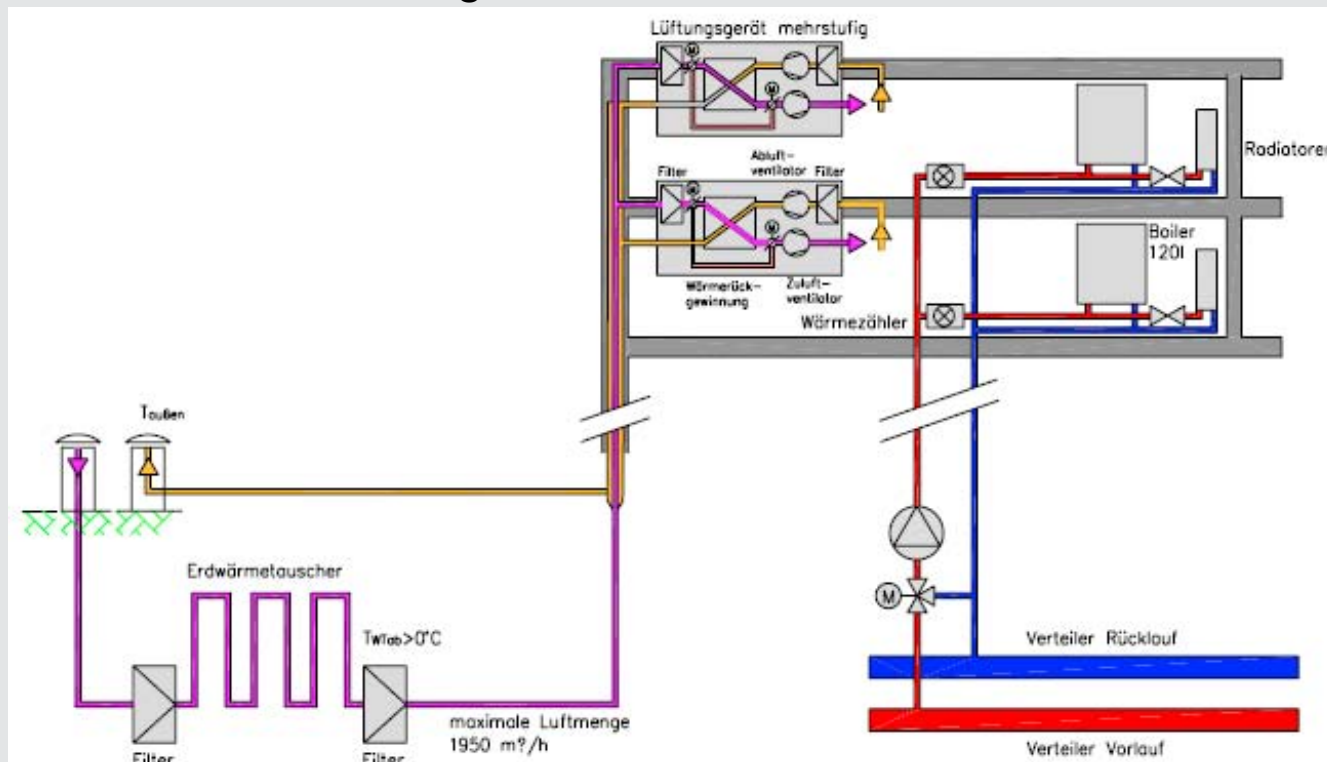 g
Lüftungsgerät mehrstufig
M
M
Radiatoren
Abluft-
Filter ventilator Filter
M
M
Boiler
120l
Wärmerück-
gewinnung
Zuluft-
ventilator
Wärmezähler
Taußen
Erdwärmetauscher
M
TWTab>0°C
Verteiler Rücklauf
maximale Luftmenge
1950 m?/h
Verteiler Vorlauf
Filter
Filter